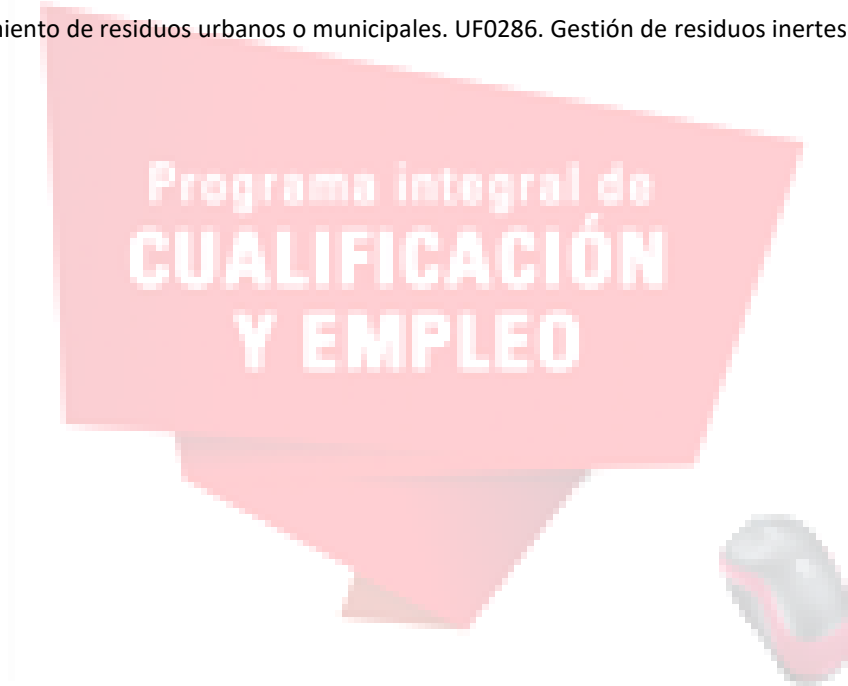 miento de residuos urbanos o municipales. UF0286. Gestión de residuos inertes
Programa integral de
CUALIFICACIÓN
Y EMPLEO